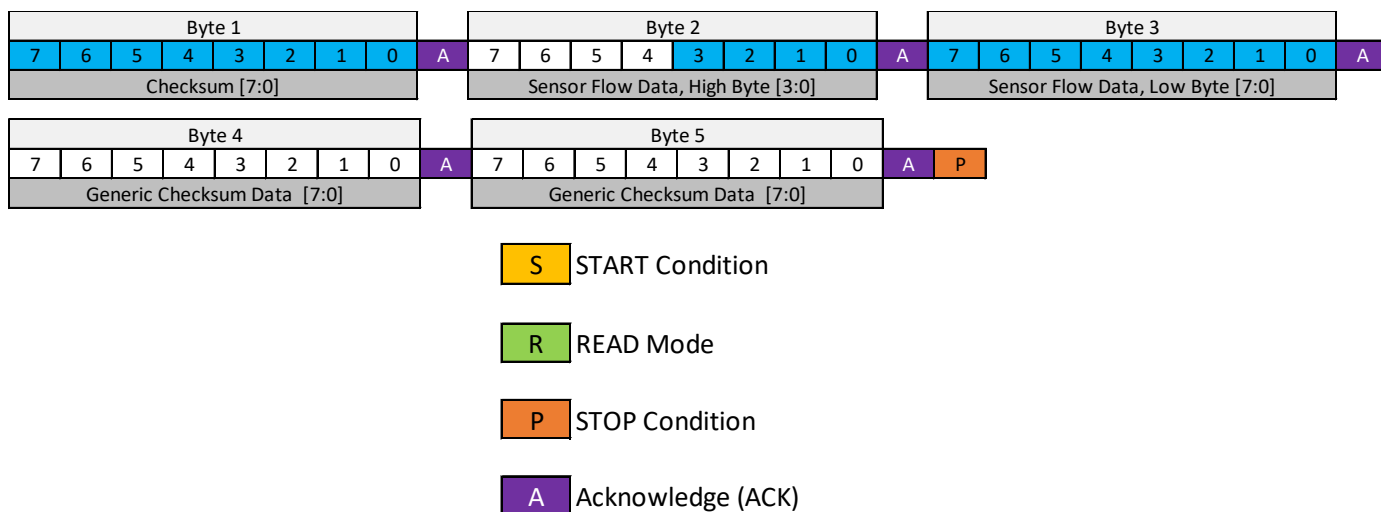 Byte 1 Byte 2 Byte 3
7 6 5 4 3 2 1 0 A 7 6 5 4 3 2 1 0 A 7 6 5 4 3 2 1 0 A
Checksum [7:0] Sensor Flow Data, High Byte [3:0] Sensor Flow Data, Low Byte [7:0]
Byte 4 Byte 5
7 6 5 4 3 2 1 0 A 7 6 5 4 3 2 1 0 A P
Generic Checksum Data [7:0] Generic Checksum Data [7:0]
S START Condition
R READ Mode
P STOP Condition
A Acknowledge (ACK)